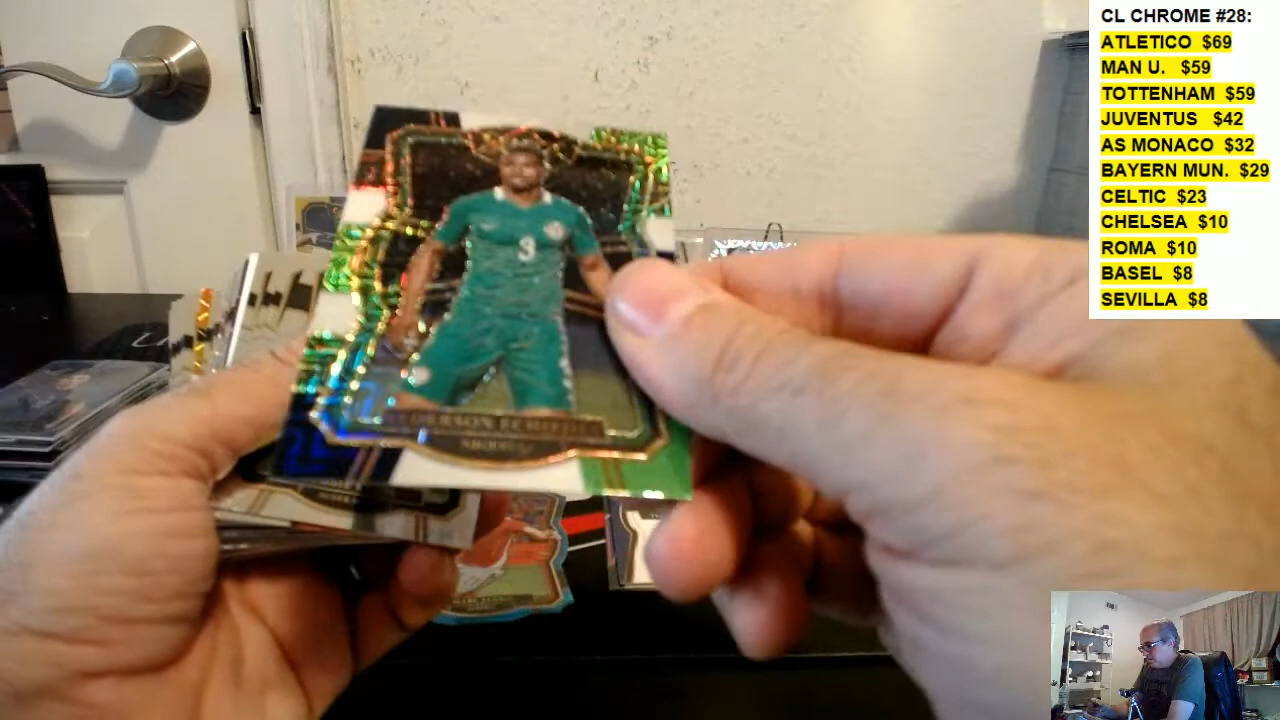 CL CHROME #28:
ATLETICO $69
MAN U. $59
TOTTENHAM $59
JUVENTUS $42
AS MONACO $32
BAYERN MUN. $29
CELTIC $23
CHELSEA $10
ROMA $10
BASEL $8
SEVILLA $8
3